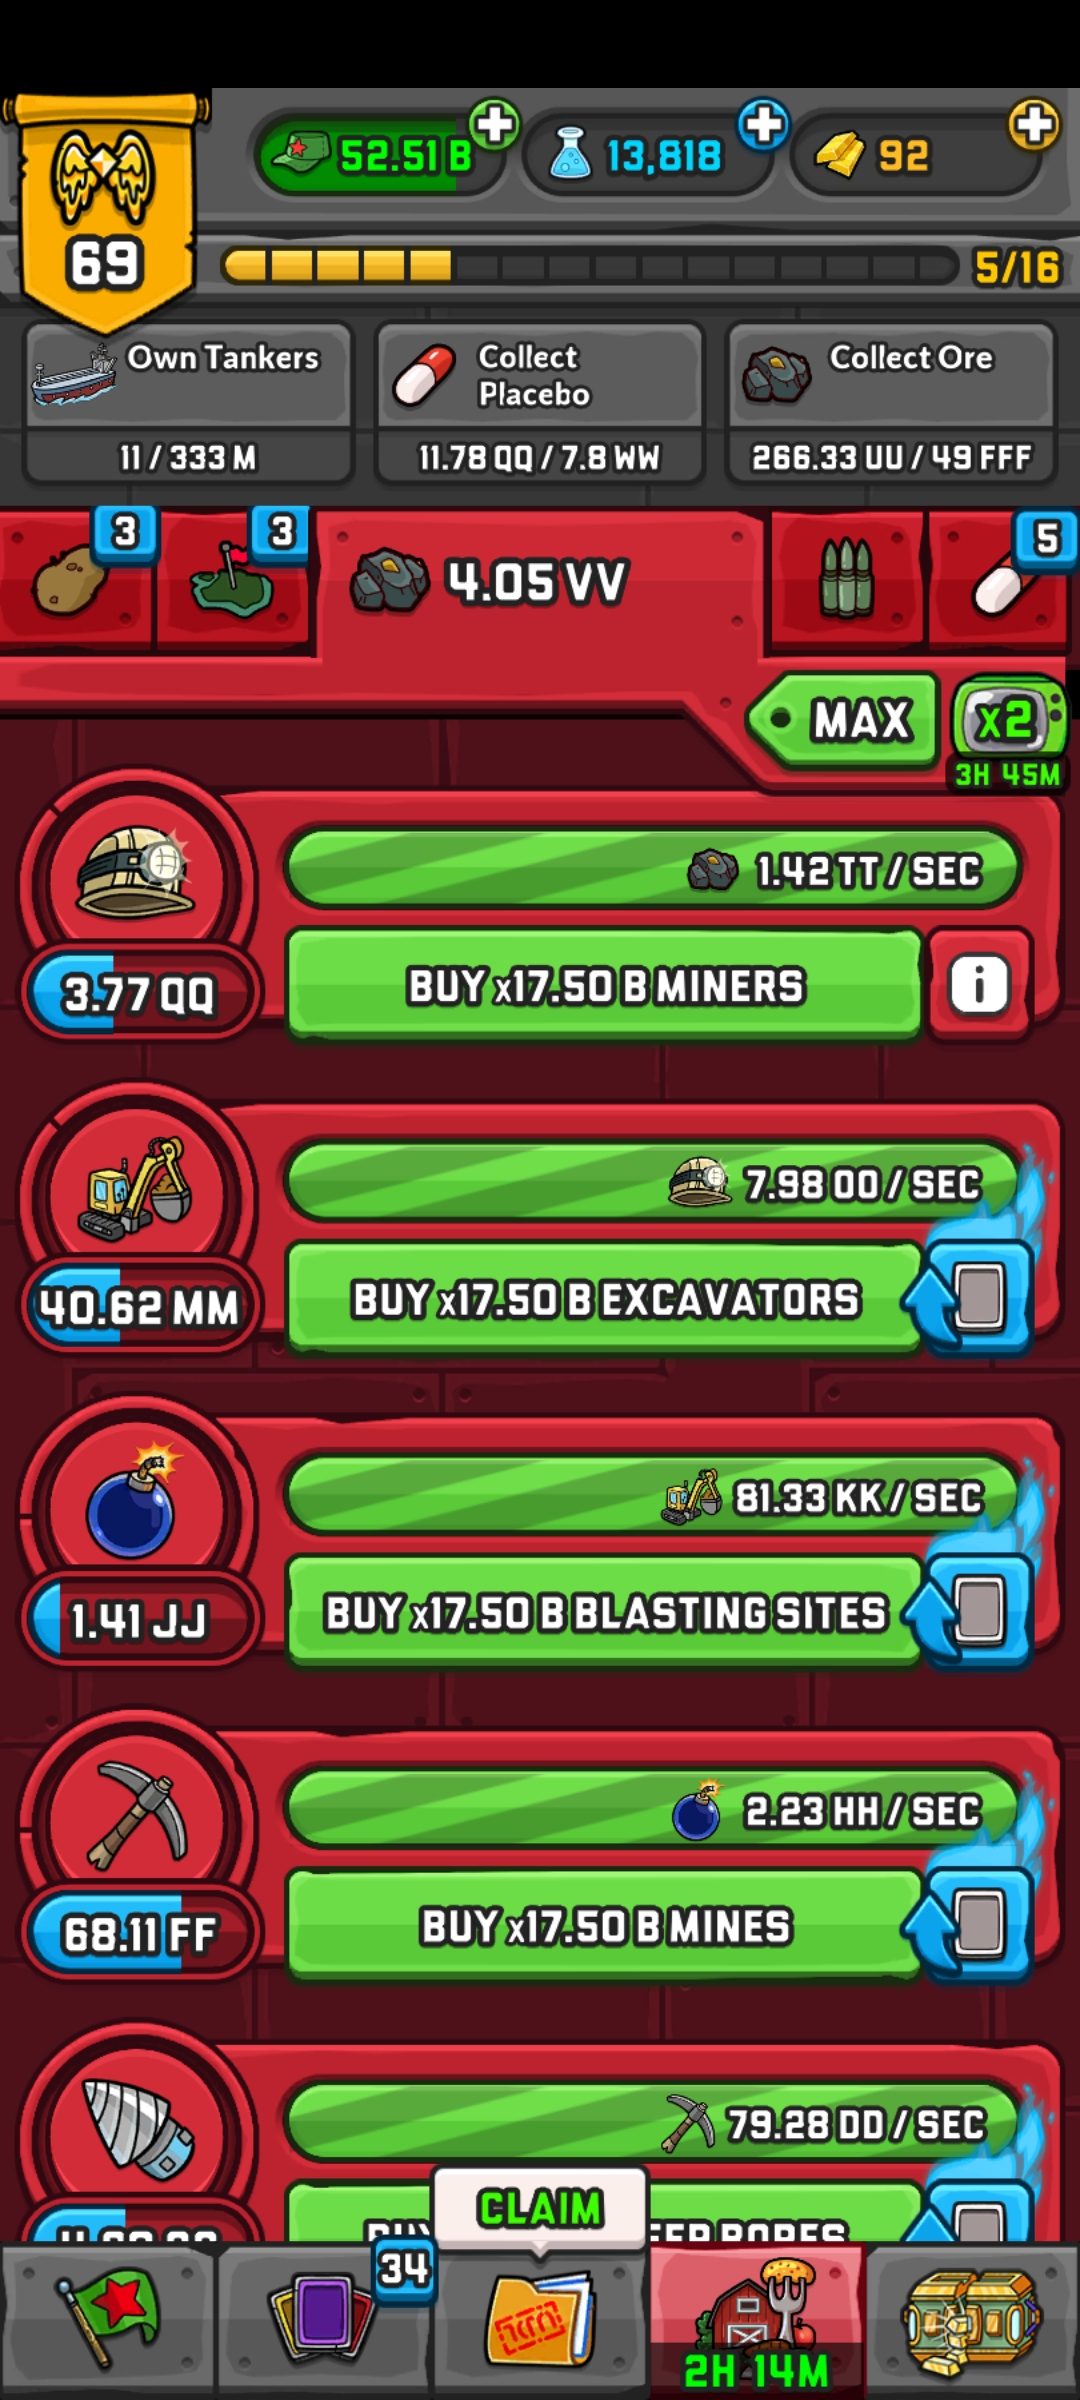 52.51 B
13,818
92
69
5/16
Own Tankers
11 / 333 M
Collect
Placebo
11.78 QQ / 7.8 WW
Collect Ore
266.33 UU / 49 FFF
3
3
4.05 VV
5
MAX
x2
3H 45M
1.42 TT / SEC
3.77 QQ
BUY x17.50 B MINERS
i
7.98 OO / SEC
40.62 MM
BUY x17.50 B EXCAVATORS
81.33 KK / SEC
1.41 JJ
BUY x17.50 B BLASTING SITES
2.23 HH / SEC
68.11 FF
BUY x17.50 B MINES
79.28 DD / SEC
CLAIM
34
2H 14M